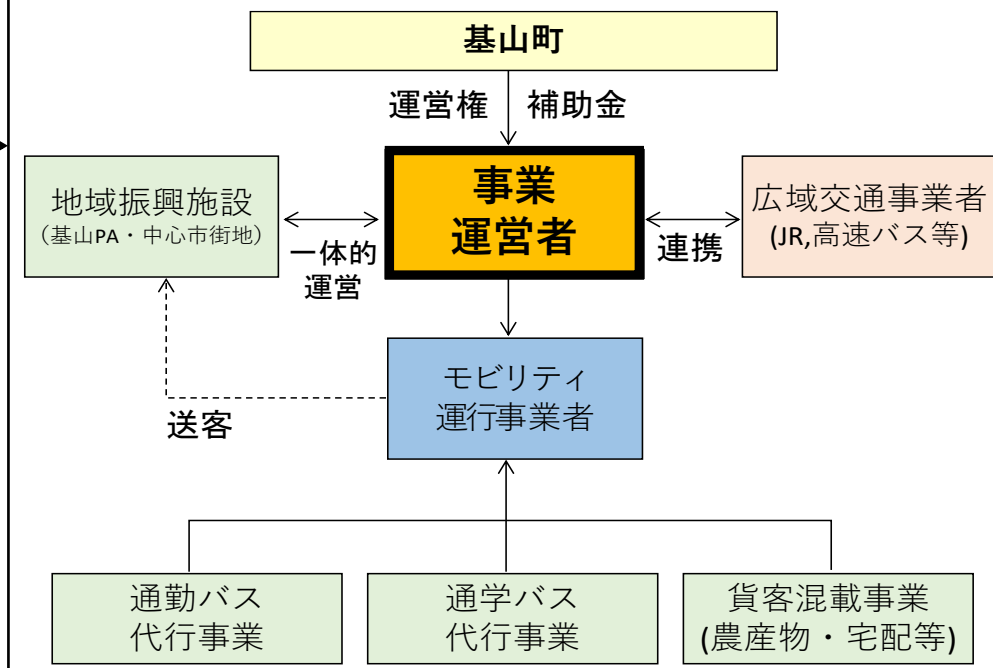 基山町
運営権 補助金
地域振興施設
（基山PA・中心市街地）
一体的
運営
事業
運営者
連携
広域交通事業者
(JR,高速バス等)
モビリティ
運行事業者
送客
通勤バス
代行事業
通学バス
代行事業
貨客混載事業
(農産物・宅配等)